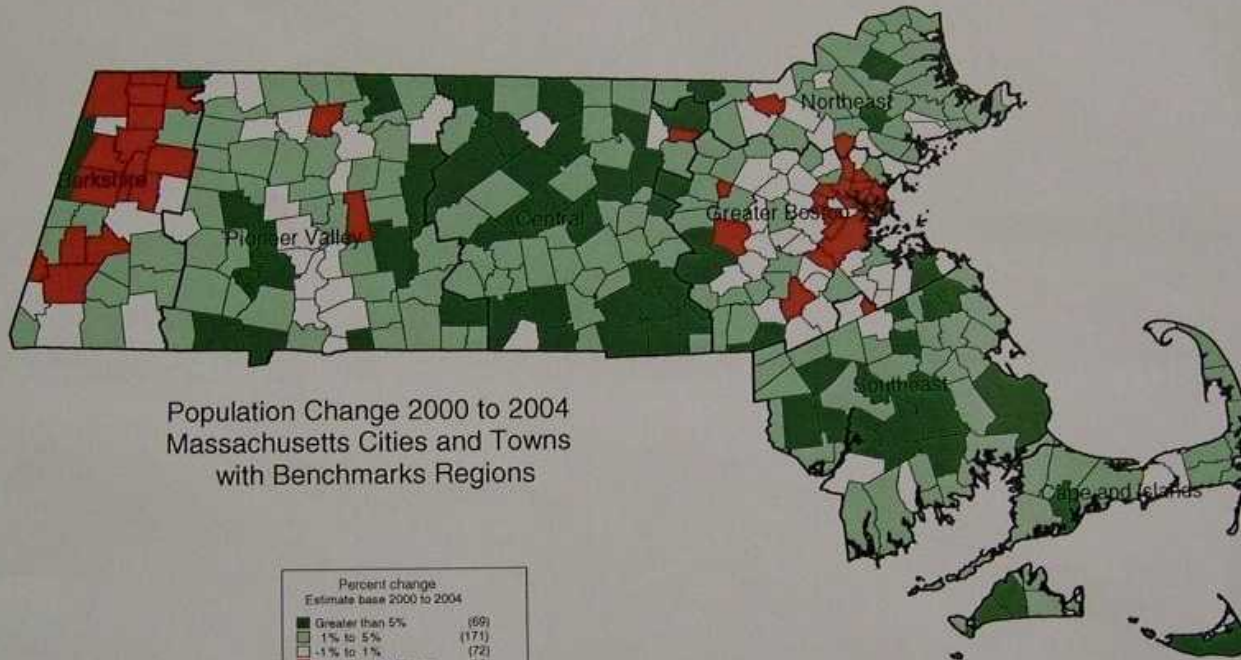 Northeast
Berkshire
Central
Greater Boston
Pioneer Valley
Southeast
Cape and Islands
Population Change 2000 to 2004
Massachusetts Cities and Towns
with Benchmarks Regions
Percent change
Estimate base 2000 to 2004
Greater than 5% (69)
1% to 5% (171)
-1% to 1% (72)